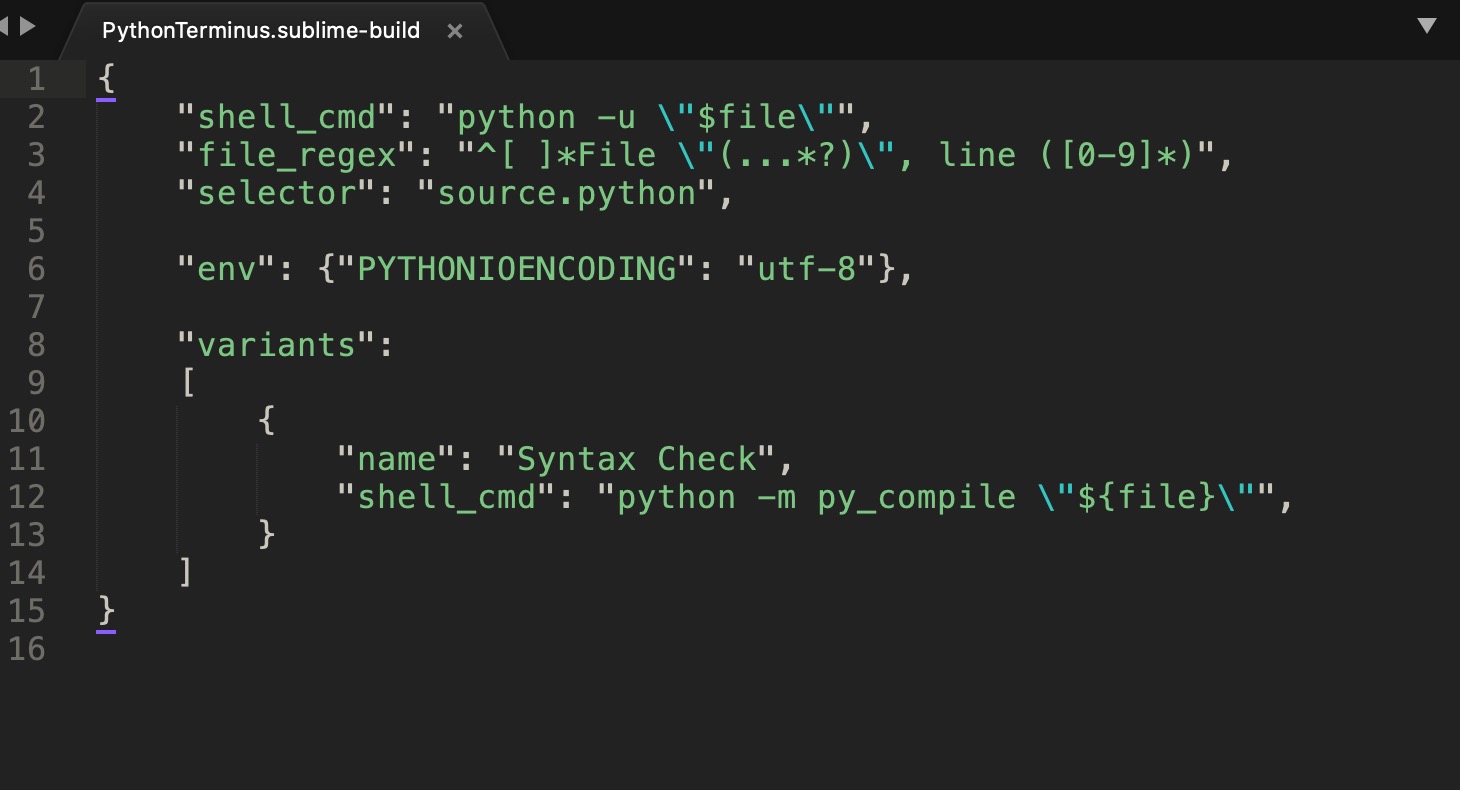 PythonTerminus.sublime-build ×
1 {
2     "shell_cmd": "python -u \"$file\"",
3     "file_regex": "^[ ]*File \"(...*?)\", line ([0-9]*)",
4     "selector": "source.python",
5
6     "env": {"PYTHONIOENCODING": "utf-8"},
7
8     "variants":
9     [
10         {
11             "name": "Syntax Check",
12             "shell_cmd": "python -m py_compile \"${file}\"",
13         }
14     ]
15 }
16